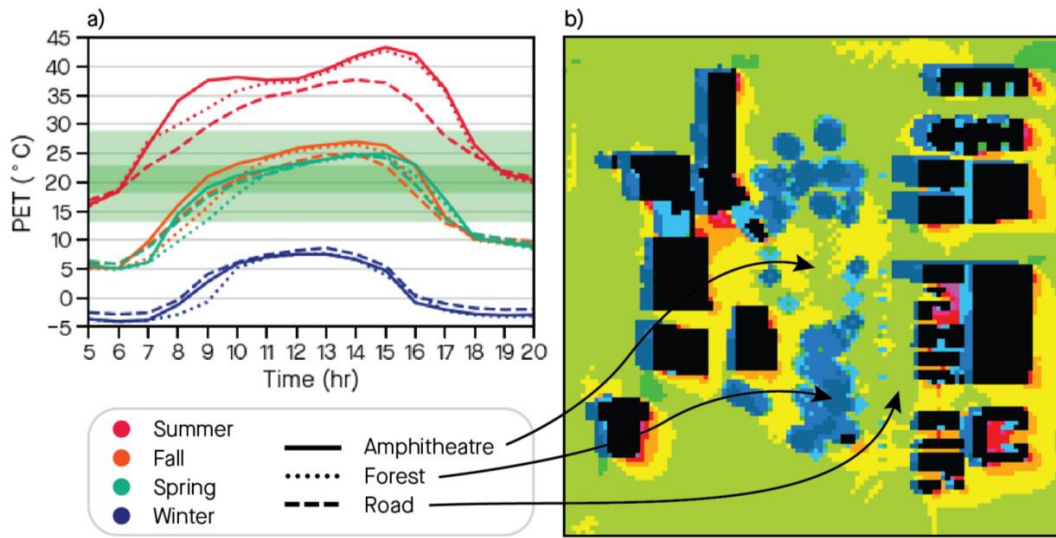 a)
b)
45
40
35
30
25
20
15
10
5
0
−5
PET (°C)
5 6 7 8 9 10 11 12 13 14 15 16 17 18 19 20
Time (hr)
Summer
Fall
Spring
Winter
Amphitheatre
Forest
Road